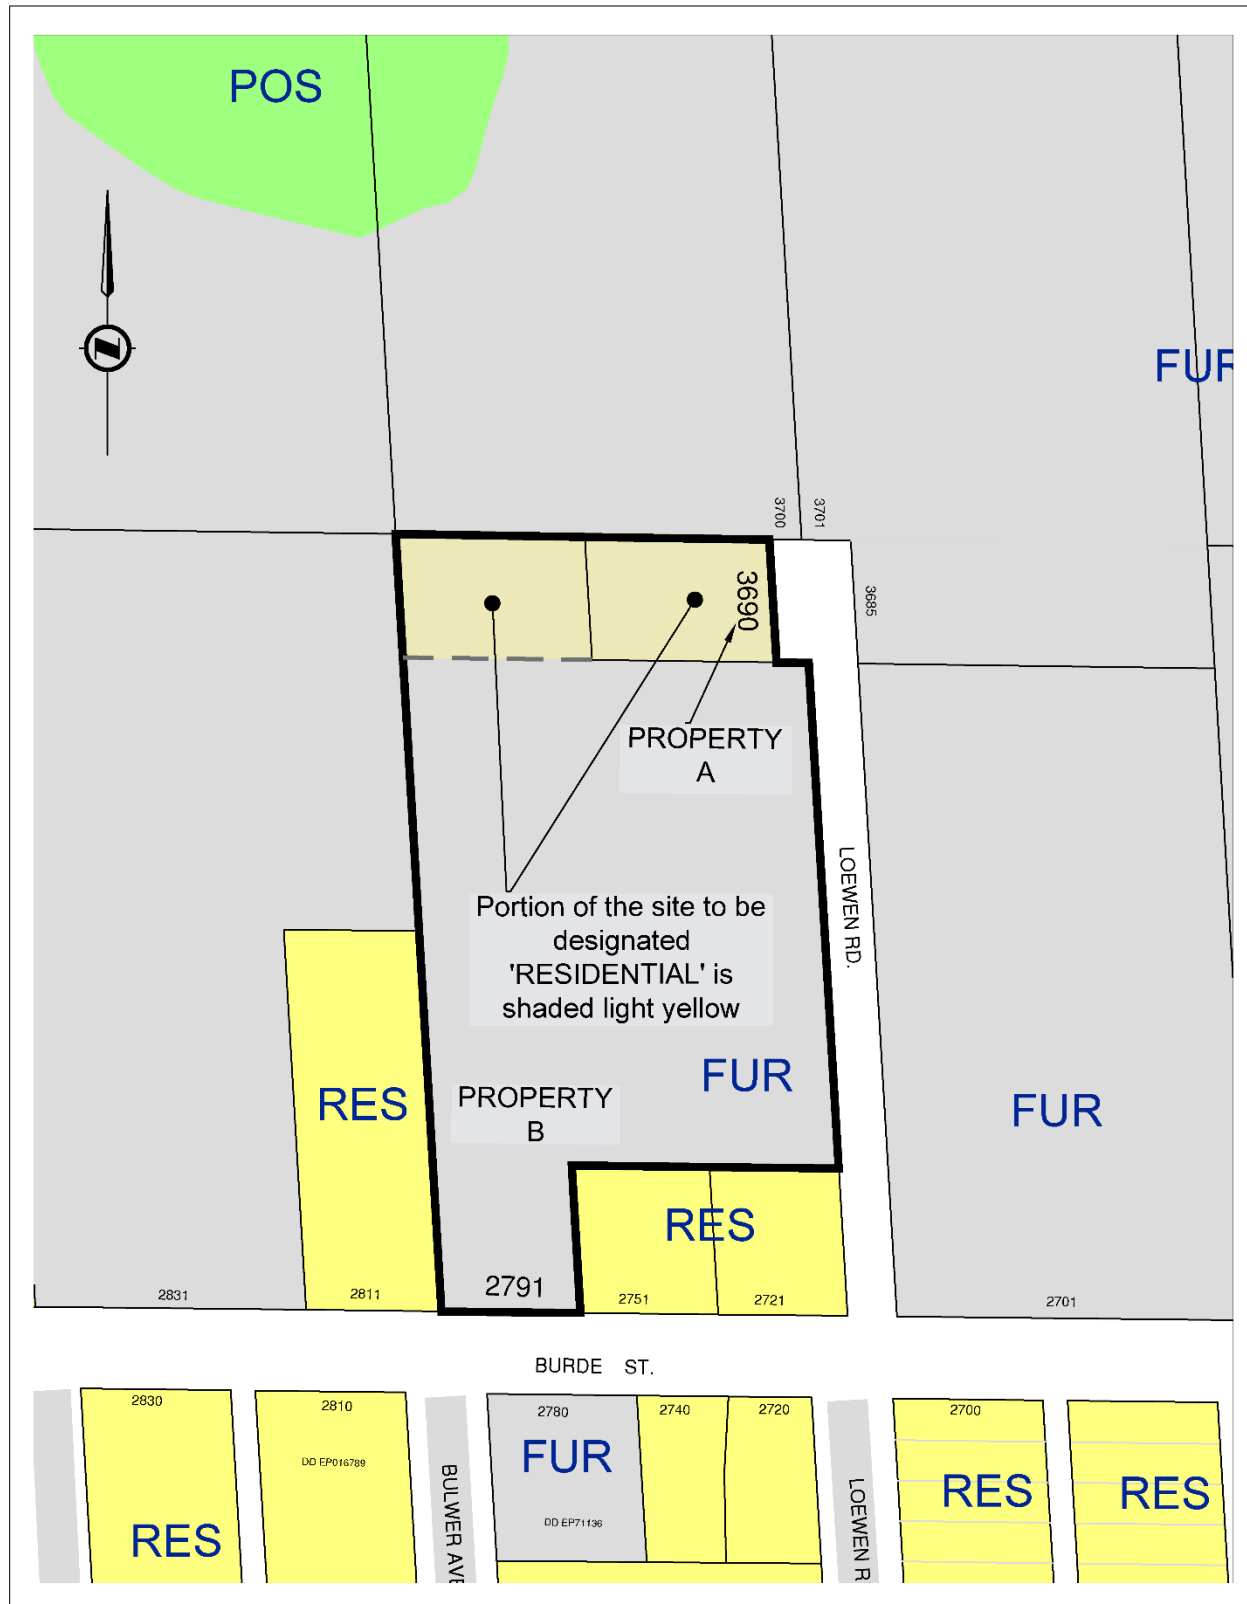 POS
FUR
3700
3701
3690
3685
PROPERTY
A
LOEWEN RD.
Portion of the site to be
designated
'RESIDENTIAL' is
shaded light yellow
FUR
RES
PROPERTY
B
FUR
RES
2831
2811
2791
2751
2721
2701
BURDE ST.
2830
2810
2780
2740
2720
2700
FUR
DD EP016789
BULWER AVE
DD EP71136
LOEWEN R
RES
RES
RES